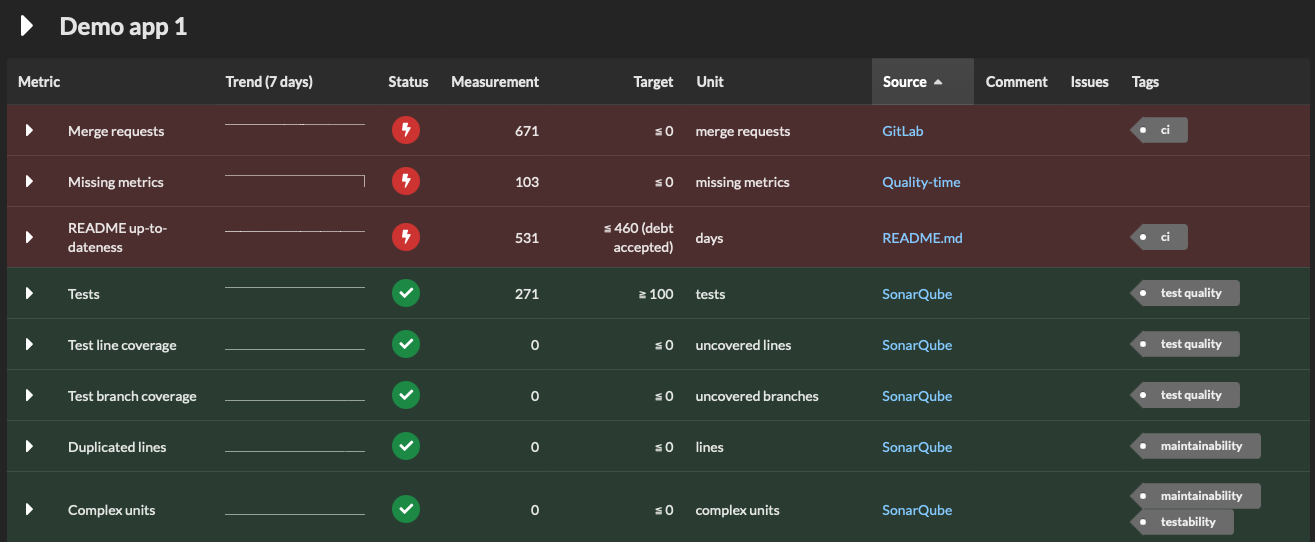 Demo app 1
Metric Trend (7 days) Status Measurement Target Unit Source Comment Issues Tags
Merge requests 671 ≤ 0 merge requests GitLab ci
Missing metrics 103 ≤ 0 missing metrics Quality-time
README up-to-
dateness 531 ≤ 460 (debt
accepted) days README.md ci
Tests 271 ≥ 100 tests SonarQube test quality
Test line coverage 0 ≤ 0 uncovered lines SonarQube test quality
Test branch coverage 0 ≤ 0 uncovered branches SonarQube test quality
Duplicated lines 0 ≤ 0 lines SonarQube maintainability
Complex units 0 ≤ 0 complex units SonarQube maintainability
testability